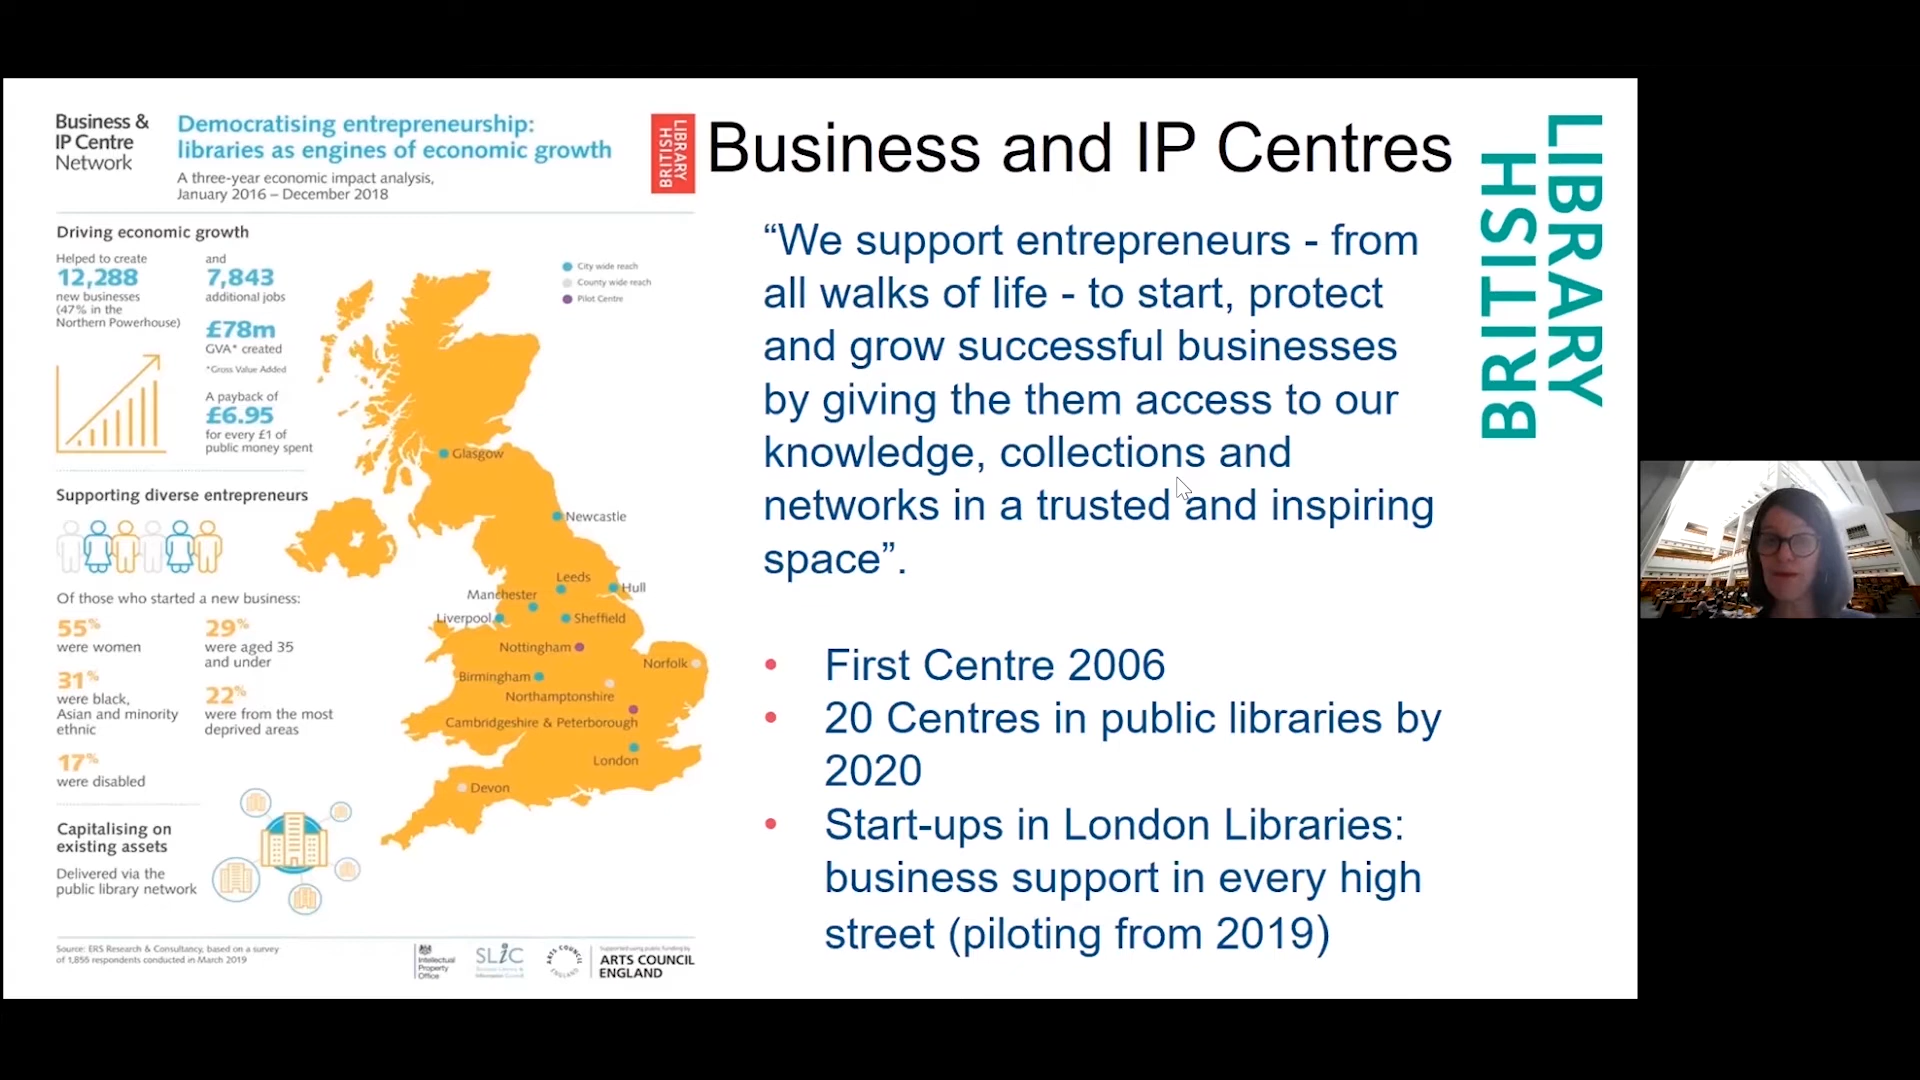 Business &
IP Centre
Network
Democratising entrepreneurship:
libraries as engines of economic growth
A three-year economic impact analysis,
January 2016 – December 2018
BRITISH
LIBRARY
Driving economic growth
Helped to create
12,288
new businesses
(47% in the
Northern Powerhouse)
and
7,843
additional jobs
£78m
GVA* created
*Gross Value Added
A payback of
£6.95
for every £1 of
public money spent
City wide reach
County wide reach
Pilot Centre
Glasgow
Newcastle
Leeds
Hull
Manchester
Liverpool
Sheffield
Nottingham
Norfolk
Birmingham
Northamptonshire
Cambridgeshire & Peterborough
London
Devon
Supporting diverse entrepreneurs
Of those who started a new business:
55%
were women
29%
were aged 35
and under
31%
were black,
Asian and minority
ethnic
22%
were from the most
deprived areas
17%
were disabled
Capitalising on
existing assets
Delivered via the
public library network
Source: ERS Research & Consultancy, based on a survey
of 1,856 respondents conducted in March 2019
Intellectual
Property
Office
SLiC
ARTS COUNCIL
ENGLAND
Supported using public funding by
ARTS COUNCIL
ENGLAND
Business and IP Centres
“We support entrepreneurs - from
all walks of life - to start, protect
and grow successful businesses
by giving the them access to our
knowledge, collections and
networks in a trusted and inspiring
space”.
• First Centre 2006
• 20 Centres in public libraries by
2020
• Start-ups in London Libraries:
business support in every high
street (piloting from 2019)
BRITISH
LIBRARY